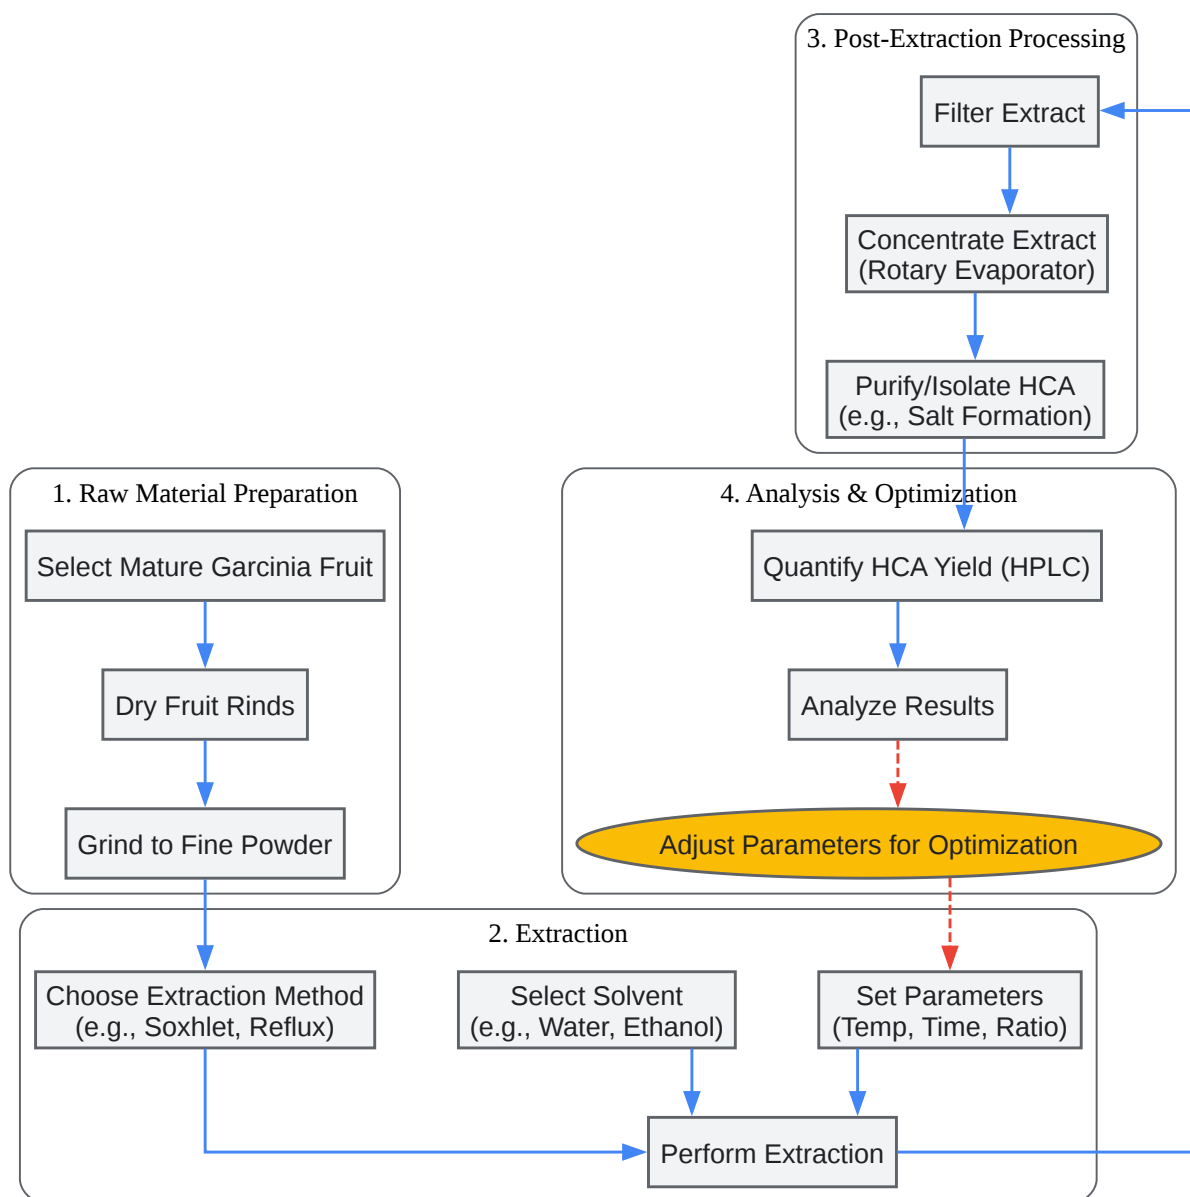 3. Post-Extraction Processing
Filter Extract
Concentrate Extract
(Rotary Evaporator)
Purify/Isolate HCA
(e.g., Salt Formation)
1. Raw Material Preparation
Select Mature Garcinia Fruit
Dry Fruit Rinds
Grind to Fine Powder
4. Analysis & Optimization
Quantify HCA Yield (HPLC)
Analyze Results
Adjust Parameters for Optimization
2. Extraction
Choose Extraction Method
(e.g., Soxhlet, Reflux)
Select Solvent
(e.g., Water, Ethanol)
Set Parameters
(Temp, Time, Ratio)
Perform Extraction